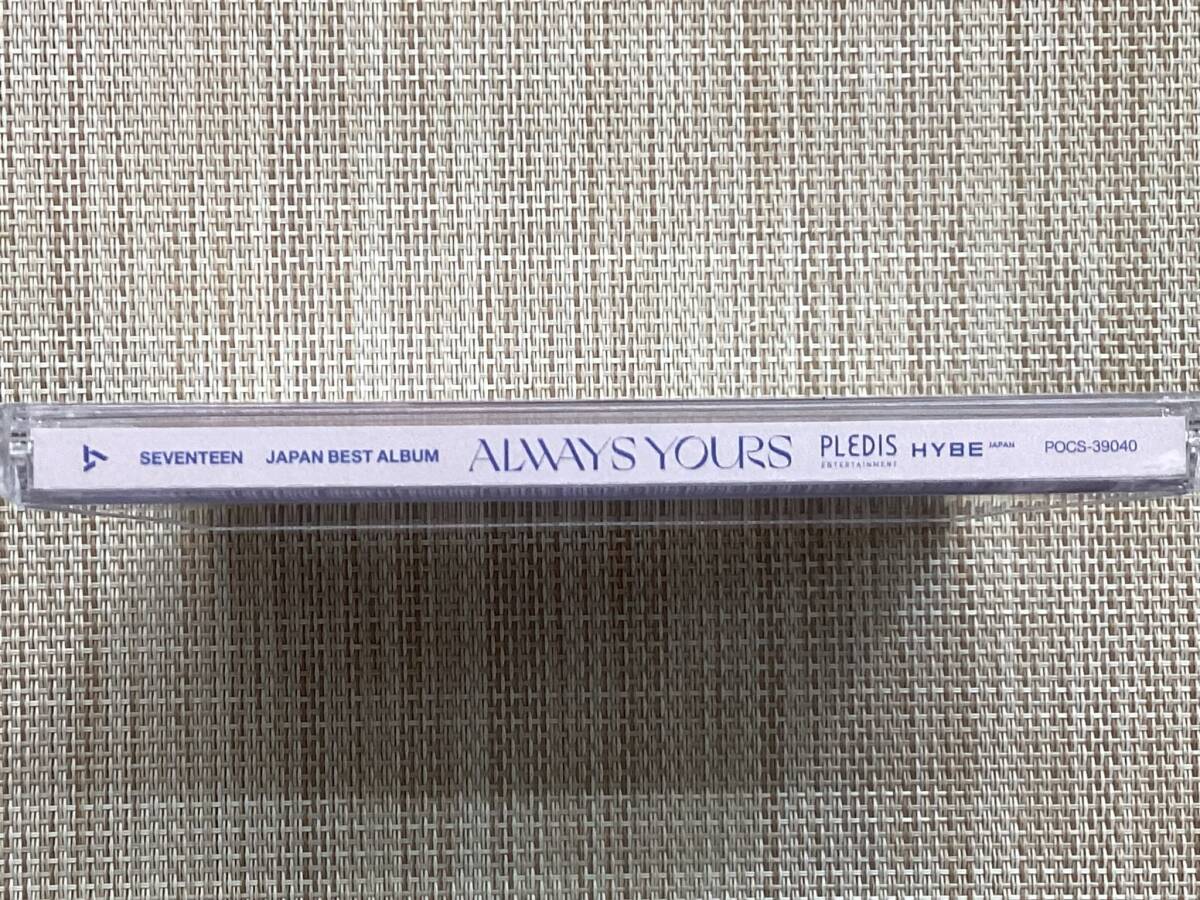 SEVENTEEN JAPAN BEST ALBUM ALWAYS YOURS PLEDIS ENTERTAINMENT HYBE JAPAN POCS-39040